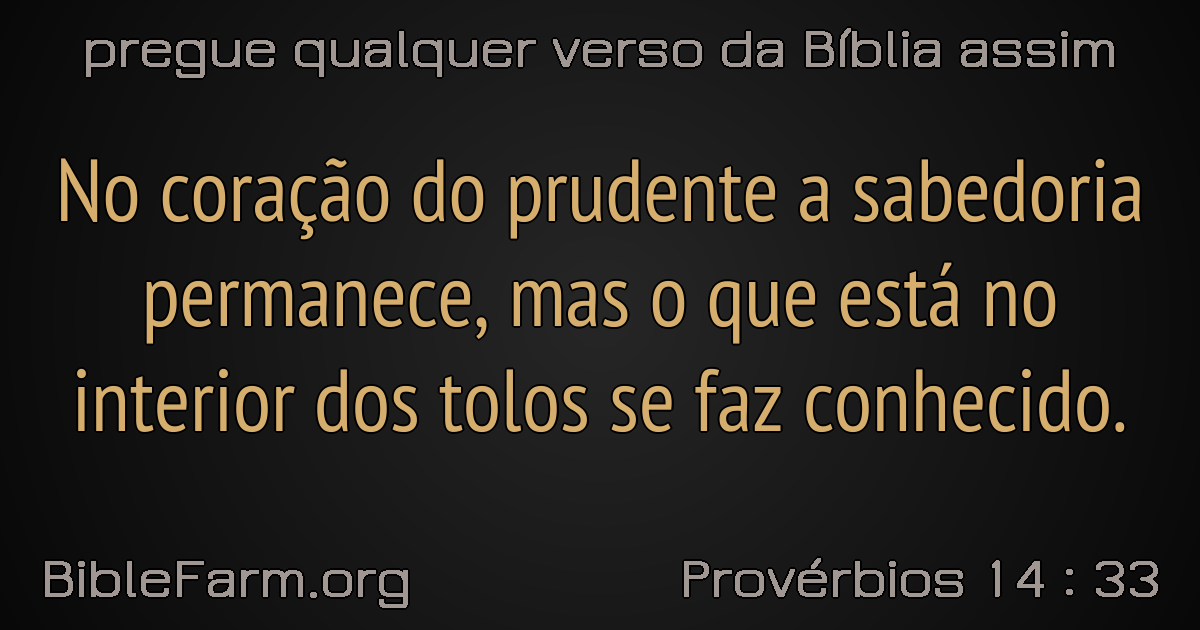 pregue qualquer verso da Bíblia assim
No coração do prudente a sabedoria
permanece, mas o que está no
interior dos tolos se faz conhecido.
BibleFarm.org
Provérbios 14 : 33